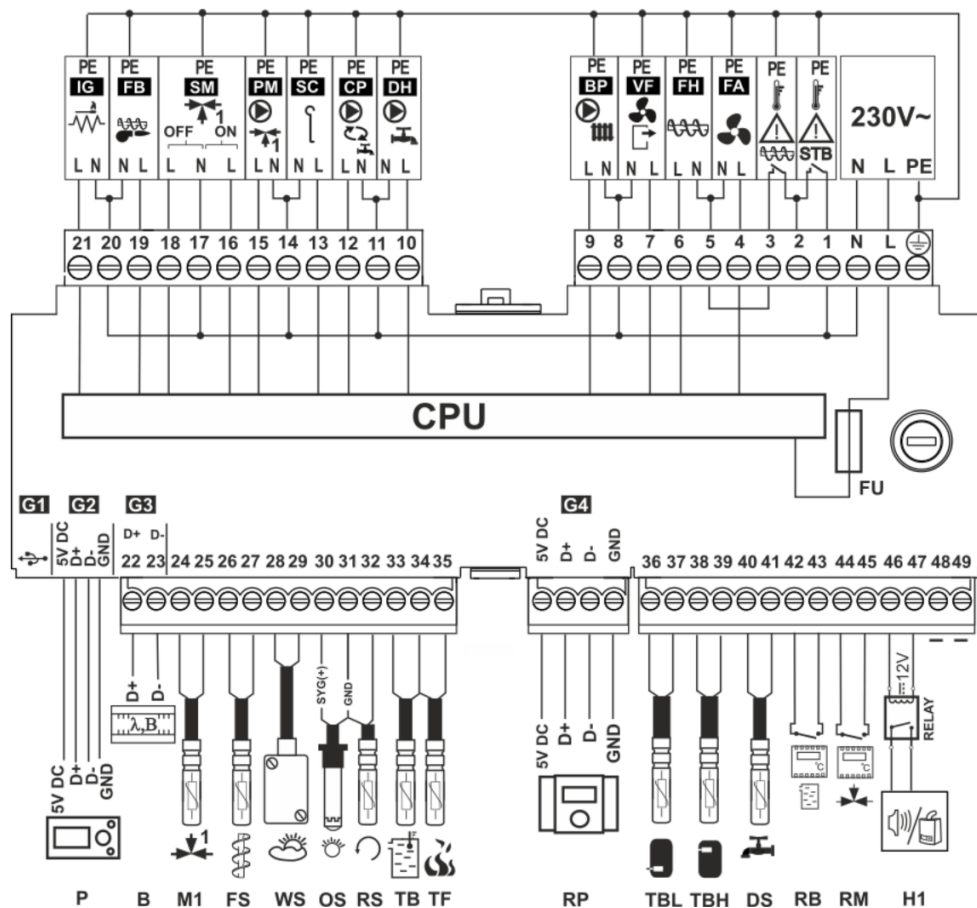 PE PE PE PE PE PE PE PE PE PE PE PE PE
IG FB SM PM SC CP DH BP VF FH FA
1
OFF ON 1 H
230V~
STB
L N N L L N L L N L L N N L L N N L L N N L N L PE
21 20 19 18 17 16 15 14 13 12 11 10 9 8 7 6 5 4 3 2 1 N L
CPU
FU
G1 G2 G3 G4
5V DC D+ D- GND D+ D- 5V DC D+ D- GND
22 23 24 25 26 27 28 29 30 31 32 33 34 35 36 37 38 39 40 41 42 43 44 45 46 47 48 49
5V DC D+ D- GND D+ D- SYG(+) GND 5V DC D+ D- GND 12V
λ,B
RELAY
°C °C
1
P B M1 FS WS OS RS TB TF RP TBL TBH DS RB RM H1